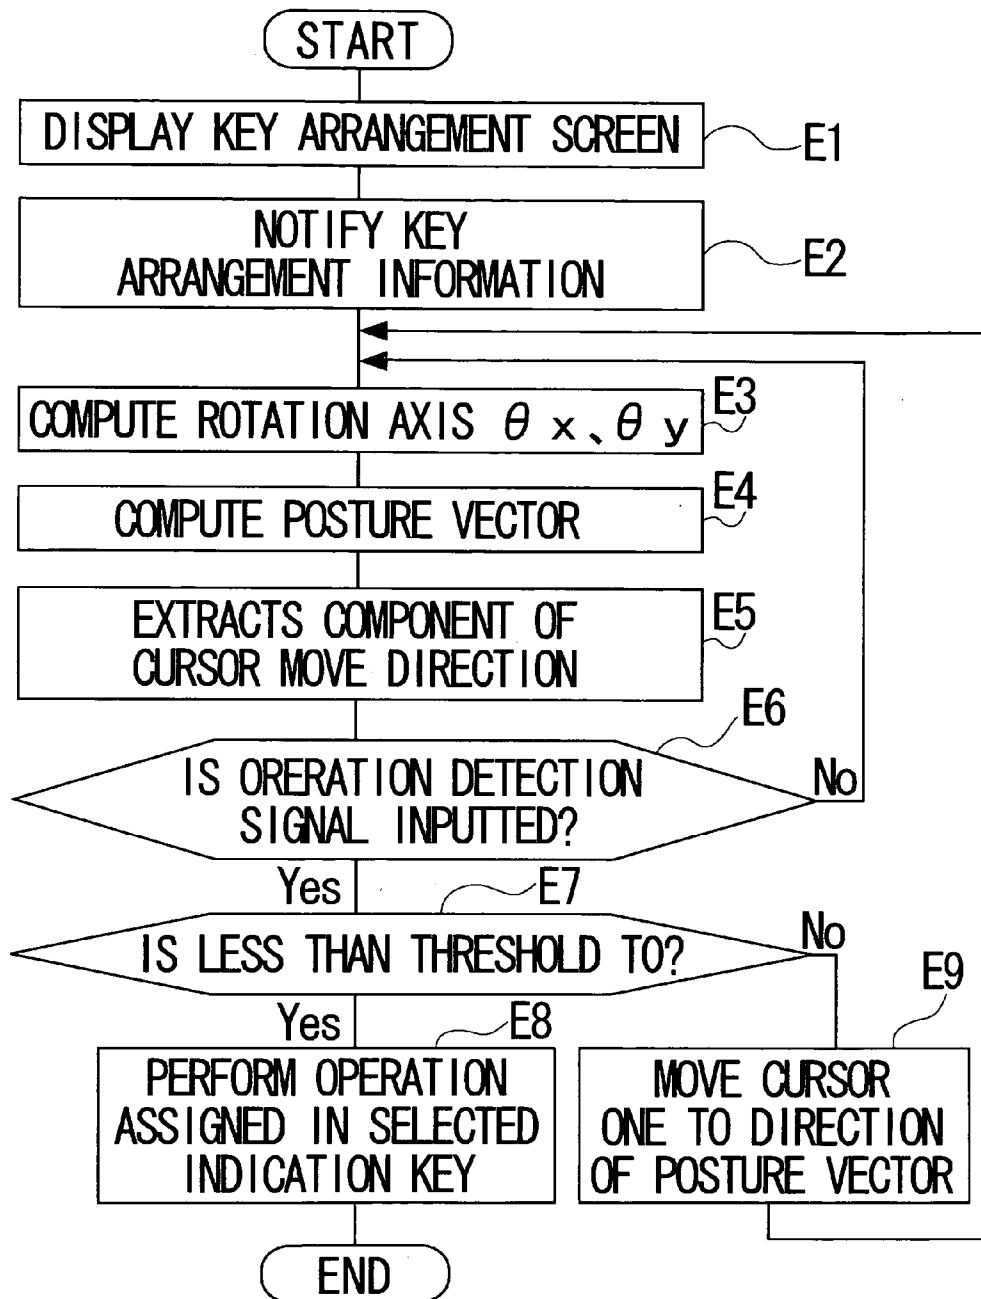 START
DISPLAY KEY ARRANGEMENT SCREEN
E1
NOTIFY KEY
ARRANGEMENT INFORMATION
E2
COMPUTE ROTATION AXIS θ x、θ y
E3
COMPUTE POSTURE VECTOR
E4
EXTRACTS COMPONENT OF
CURSOR MOVE DIRECTION
E5
E6
IS ORERATION DETECTION
SIGNAL INPUTTED?
No
Yes
E7
IS LESS THAN THRESHOLD TO?
No
Yes
E8
E9
PERFORM OPERATION
ASSIGNED IN SELECTED
INDICATION KEY
MOVE CURSOR
ONE TO DIRECTION
OF POSTURE VECTOR
END